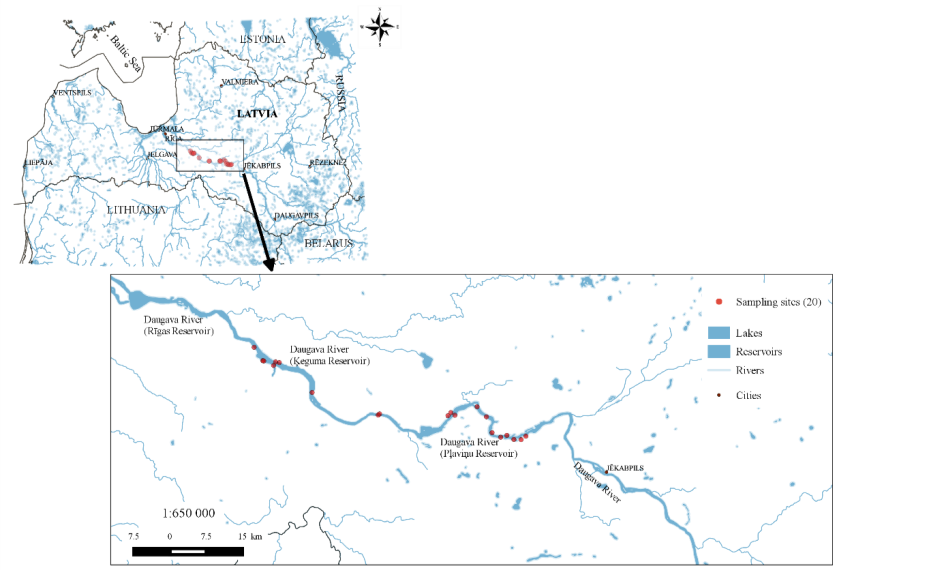 N
W
E
S
Baltic Sea
ESTONIA
RUSSIA
VENTSPILS
VALMIERA
LATVIA
JŪRMALA
RĪGA
JELGAVA
LIEPĀJA
JĒKABPILS
RĒZEKNE
LITHUANIA
DAUGAVPILS
BELARUS
Daugava River
(Rīgas Reservoir)
Daugava River
(Ķeguma Reservoir)
Daugava River
(Pļaviņu Reservoir)
JĒKABPILS
Daugava River
Sampling sites (20)
Lakes
Reservoirs
Rivers
Cities
1:650 000
7.5 0 7.5 15 km